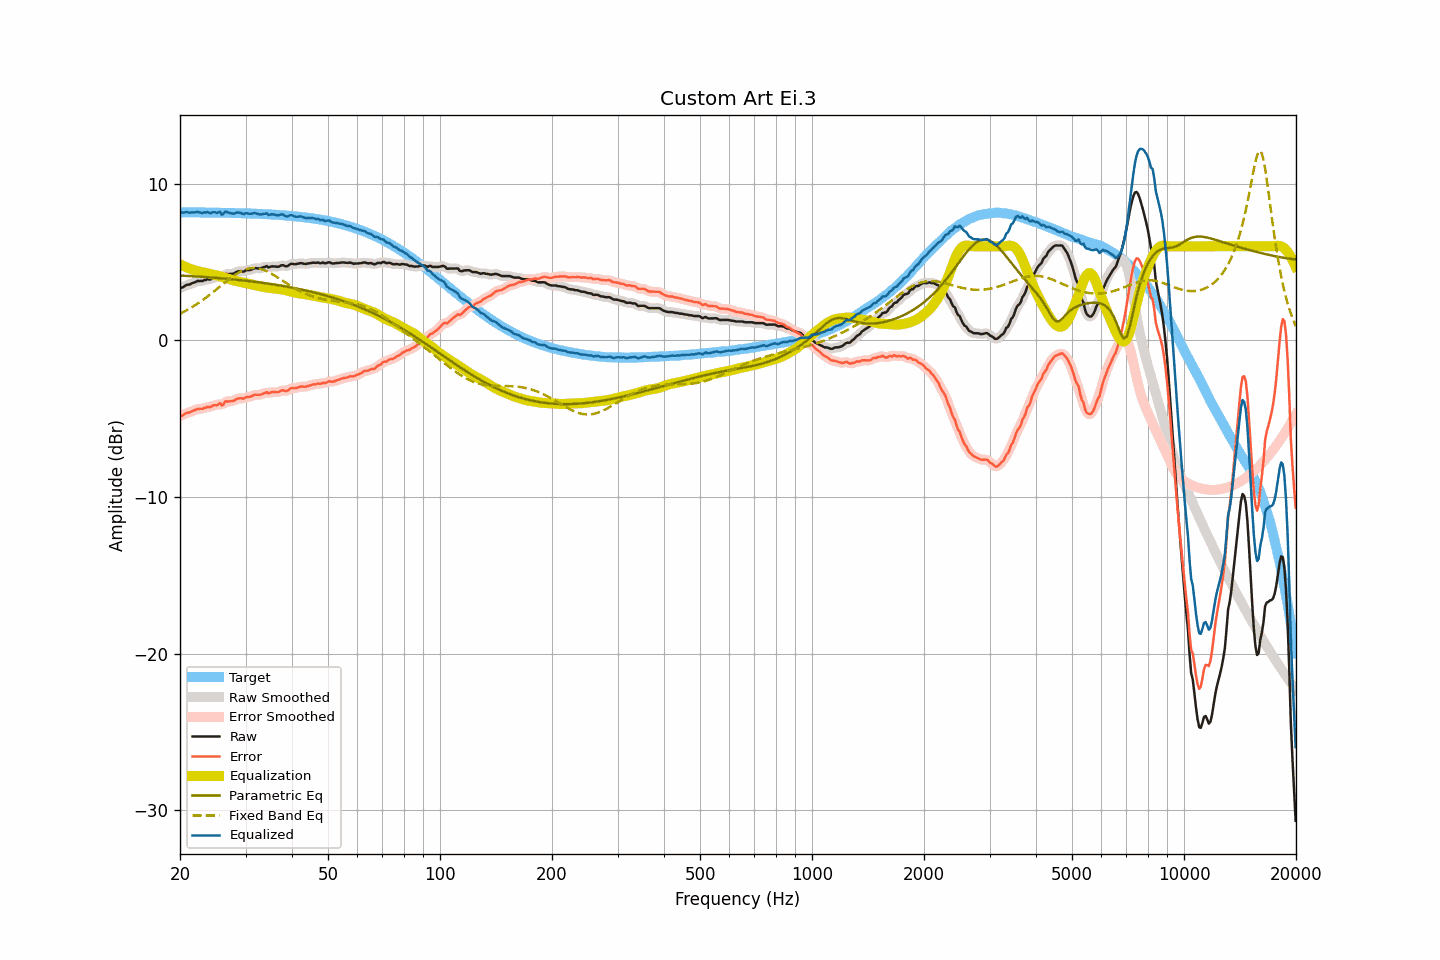 Custom Art Ei.3
Amplitude (dBr)
10
0
−10
−20
−30
Target
Raw Smoothed
Error Smoothed
Raw
Error
Equalization
Parametric Eq
Fixed Band Eq
Equalized
20 50 100 200 500 1000 2000 5000 10000 20000
Frequency (Hz)